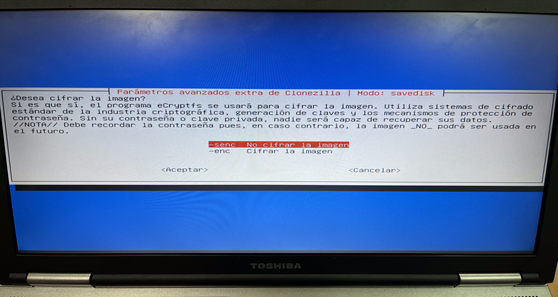 Parámetros avanzados extra de Clonezilla | Modo: savedisk
¿Desea cifrar la imagen?
Si es que sí, el programa eCryptfs se usará para cifrar la imagen. Utiliza sistemas de cifrado
estándar de la industria criptográfica, generación de claves y los mecanismos de protección de
contraseña. Sin su contraseña o clave privada, nadie será capaz de recuperar sus datos.
//NOTA// Debe recordar la contraseña pues, en caso contrario, la imagen _NO_ podrá ser usada en
el futuro.
-senc No cifrar la imagen
-enc Cifrar la imagen
<Aceptar> <Cancelar>
TOSHIBA